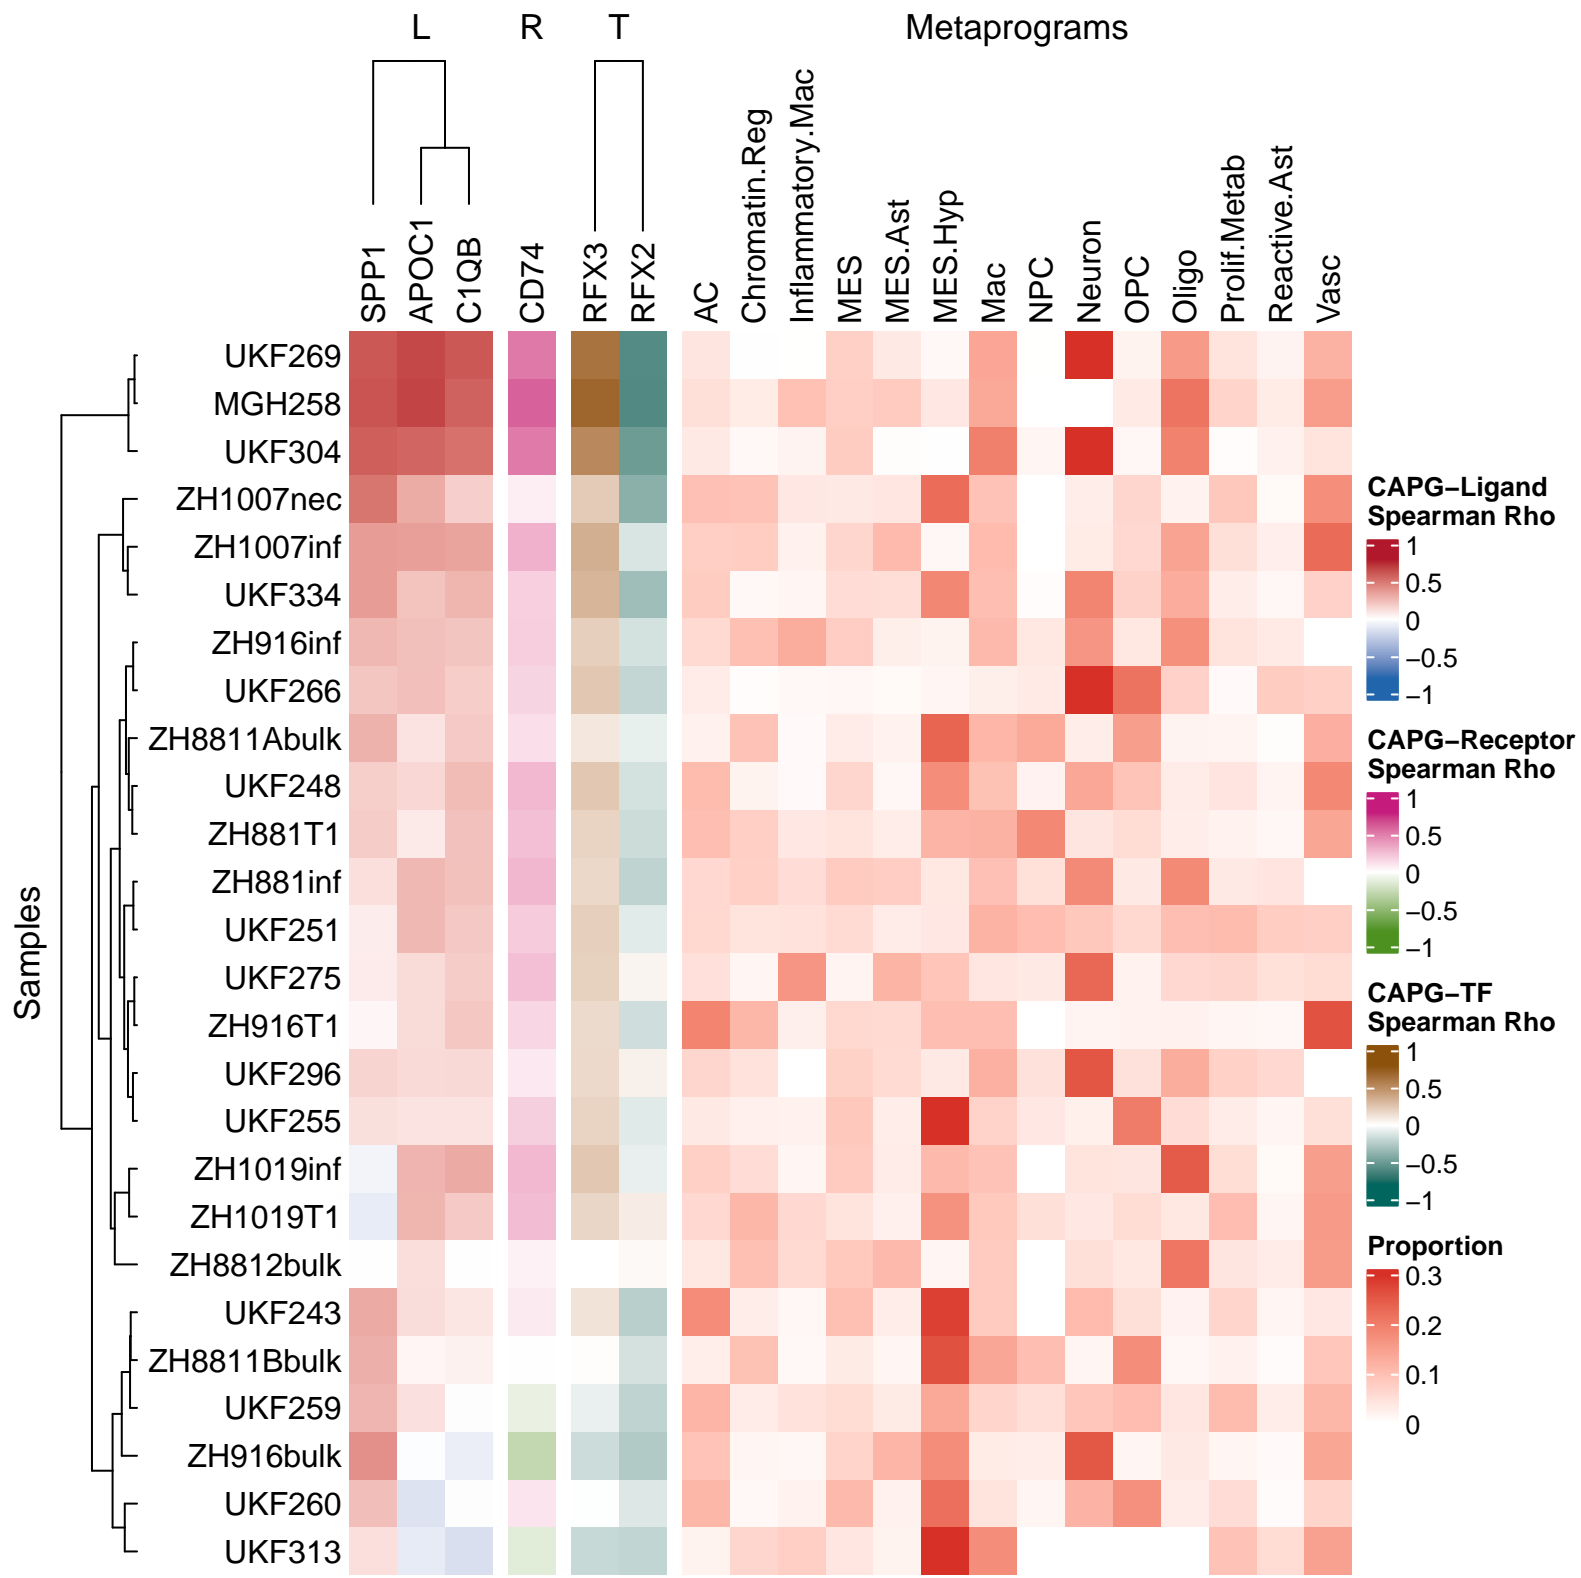 L R T Metaprograms
SPP1 APOC1 C1QB CD74 RFX3 RFX2 AC Chromatin.Reg Inflammatory.Mac MES MES.Ast MES.Hyp Mac NPC Neuron OPC Oligo Prolif.Metab Reactive.Ast Vasc
Samples
UKF269
MGH258
UKF304
ZH1007nec
ZH1007inf
UKF334
ZH916inf
UKF266
ZH8811Abulk
UKF248
ZH881T1
ZH881inf
UKF251
UKF275
ZH916T1
UKF296
UKF255
ZH1019inf
ZH1019T1
ZH8812bulk
UKF243
ZH8811Bbulk
UKF259
ZH916bulk
UKF260
UKF313
CAPG−Ligand
Spearman Rho
1
0.5
0
−0.5
−1
CAPG−Receptor
Spearman Rho
1
0.5
0
−0.5
−1
CAPG−TF
Spearman Rho
1
0.5
0
−0.5
−1
Proportion
0.3
0.2
0.1
0